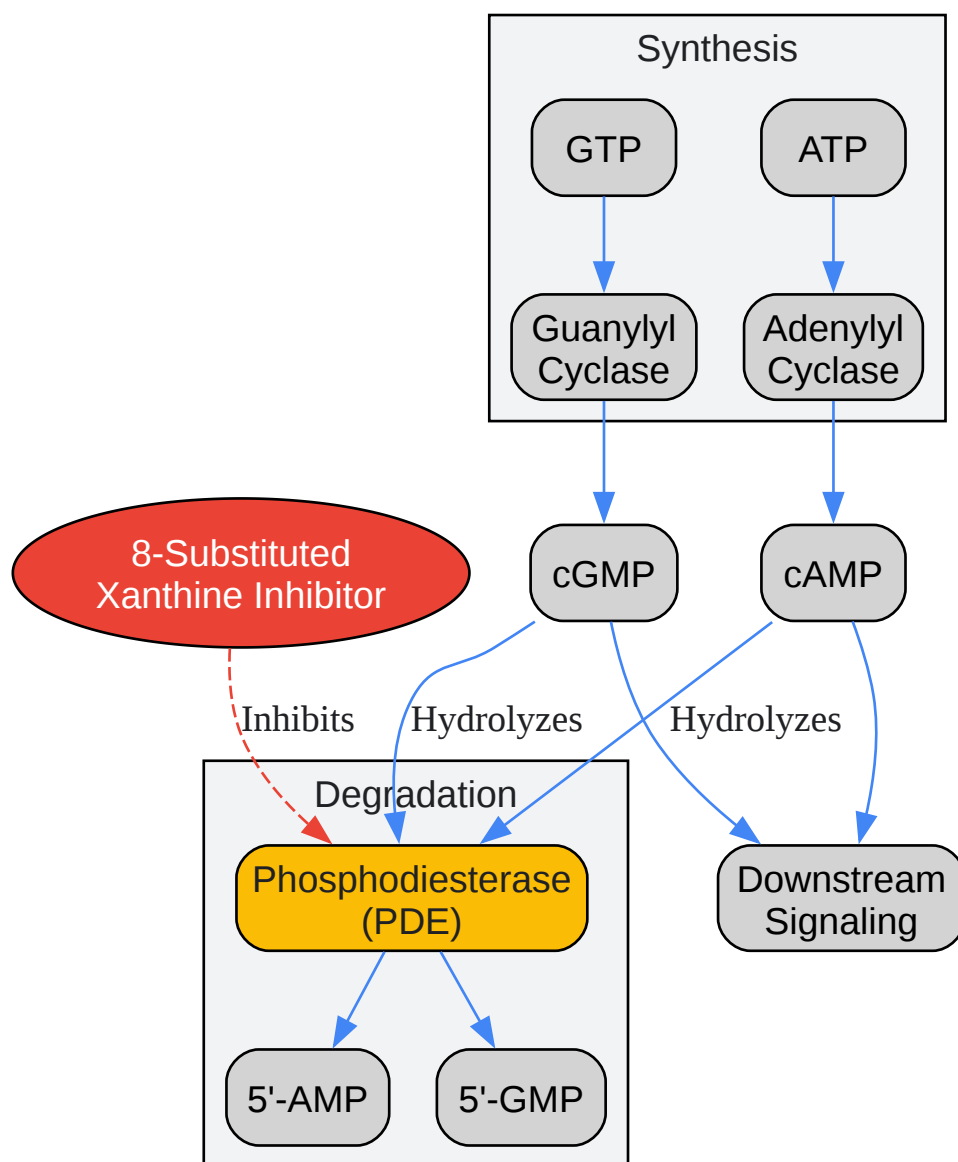 Synthesis
GTP
ATP
Guanylyl
Cyclase
Adenylyl
Cyclase
8-Substituted
Xanthine Inhibitor
cGMP
cAMP
Inhibits
Hydrolyzes
Hydrolyzes
Degradation
Phosphodiesterase
(PDE)
Downstream
Signaling
5'-AMP
5'-GMP